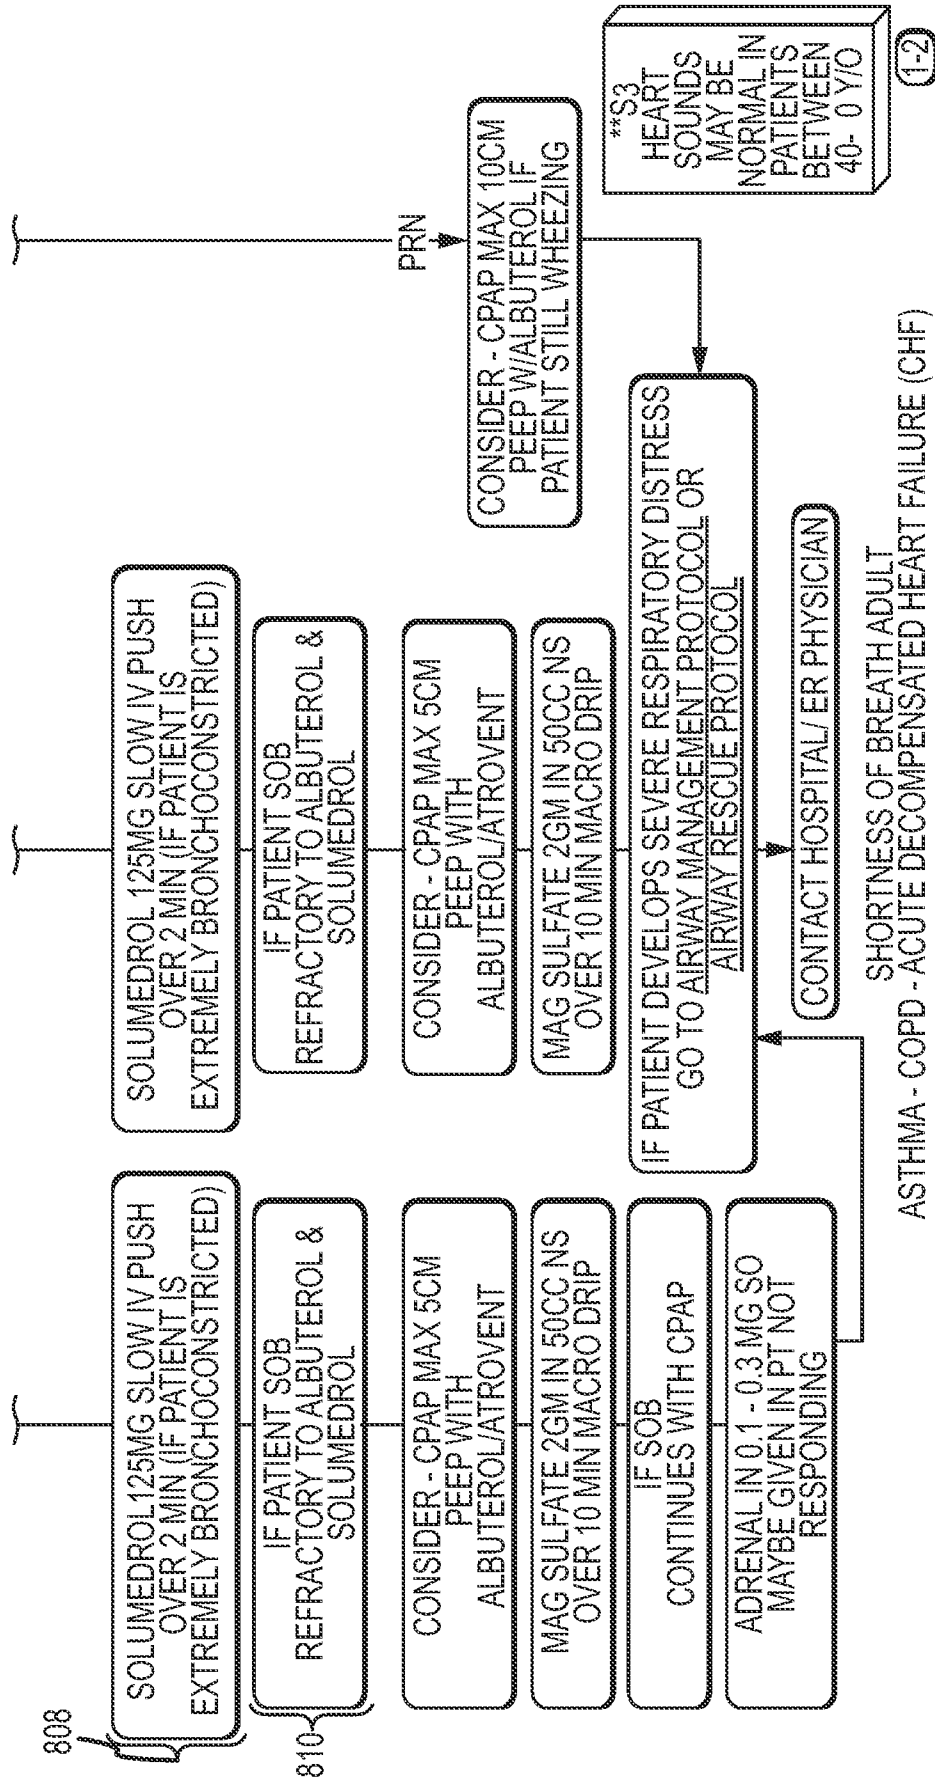 808
SOLUMEDROL125MG SLOW IV PUSH
OVER 2 MIN (IF PATIENT IS
EXTREMELY BRONCHOCONSTRICTED)
810
IF PATIENT SOB
REFRACTORY TO ALBUTEROL &
SOLUMEDROL
CONSIDER - CPAP MAX 5CM
PEEP WITH
ALBUTEROL/ATROVENT
MAG SULFATE 2GM IN 50CC NS
OVER 10 MIN MACRO DRIP
IF SOB
CONTINUES WITH CPAP
ADRENAL IN 0.1 - 0.3 MG SO
MAYBE GIVEN IN PT NOT
RESPONDING
SOLUMEDROL 125MG SLOW IV PUSH
OVER 2 MIN (IF PATIENT IS
EXTREMELY BRONCHOCONSTRICTED)
IF PATIENT SOB
REFRACTORY TO ALBUTEROL &
SOLUMEDROL
CONSIDER - CPAP MAX 5CM
PEEP WITH
ALBUTEROL/ATROVENT
MAG SULFATE 2GM IN 50CC NS
OVER 10 MIN MACRO DRIP
PRN
CONSIDER - CPAP MAX 10CM
PEEP W/ALBUTEROL IF
PATIENT STILL WHEEZING
IF PATIENT DEVELOPS SEVERE RESPIRATORY DISTRESS
GO TO AIRWAY MANAGEMENT PROTOCOL OR
AIRWAY RESCUE PROTOCOL
CONTACT HOSPITAL/ ER PHYSICIAN
**S3
HEART
SOUNDS
MAY BE
NORMAL IN
PATIENTS
BETWEEN
40- 0 Y/O
1-2
SHORTNESS OF BREATH ADULT
ASTHMA - COPD - ACUTE DECOMPENSATED HEART FAILURE (CHF)